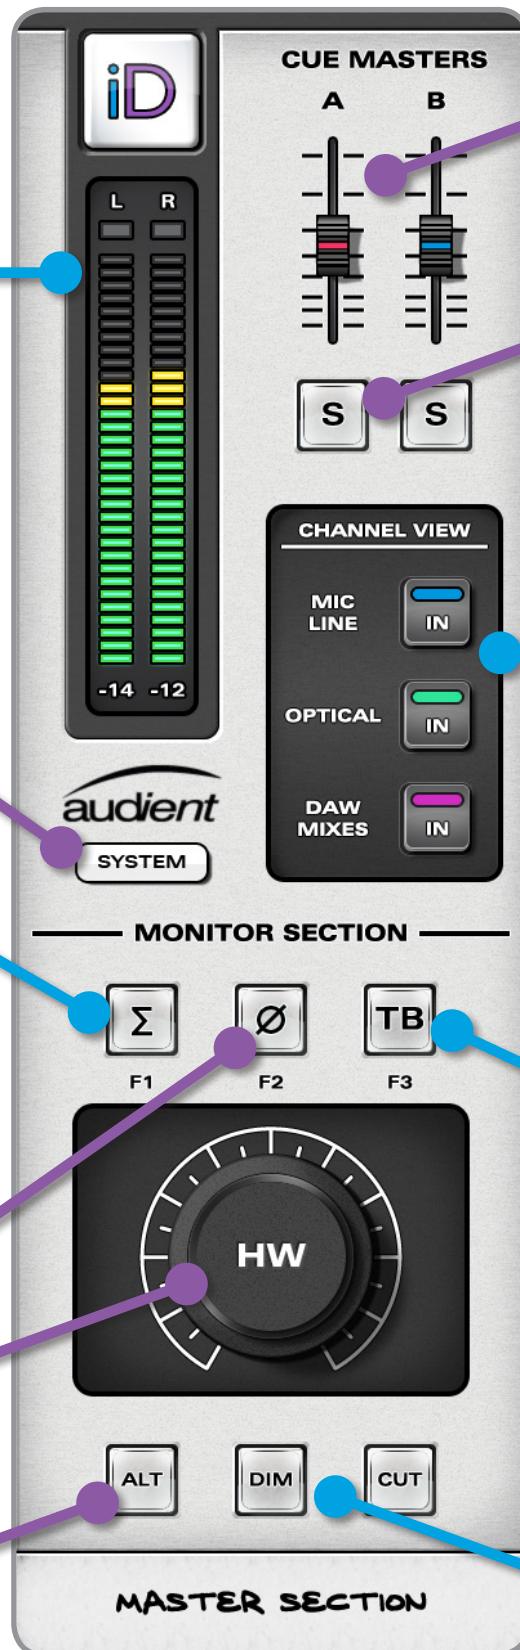 iD
CUE MASTERS
A B
L R
S S
CHANNEL VIEW
MIC
LINE
IN
OPTICAL
IN
DAW
MIXES
IN
-14 -12
audient
SYSTEM
MONITOR SECTION
Σ Ø TB
F1 F2 F3
HW
ALT DIM CUT
MASTER SECTION